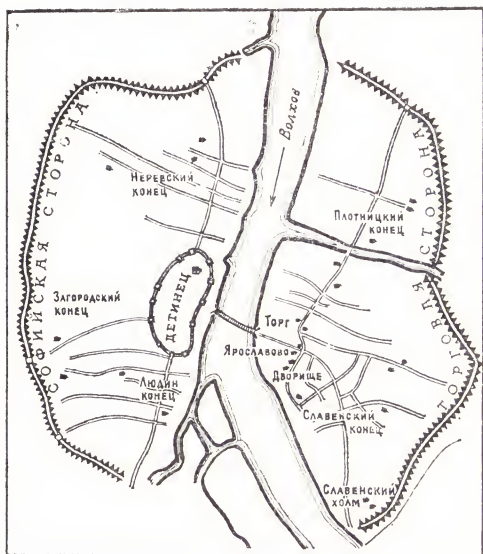 СОФИЙСКАЯ СТОРОНА
Волхов
ТОРГОВАЯ СТОРОНА
НЕРЕВСКИЙ
КОНЕЦ
ПЛОТНИЦКИЙ
КОНЕЦ
ДЕТИНЕЦ
ЗАГОРОДСКИЙ
КОНЕЦ
ТОРГ
ЯРОСЛАВОВО
ДВОРИЩЕ
ЛЮДИН
КОНЕЦ
СЛАВЕНСКИЙ
КОНЕЦ
СЛАВЕНСКИЙ
ХОЛМ